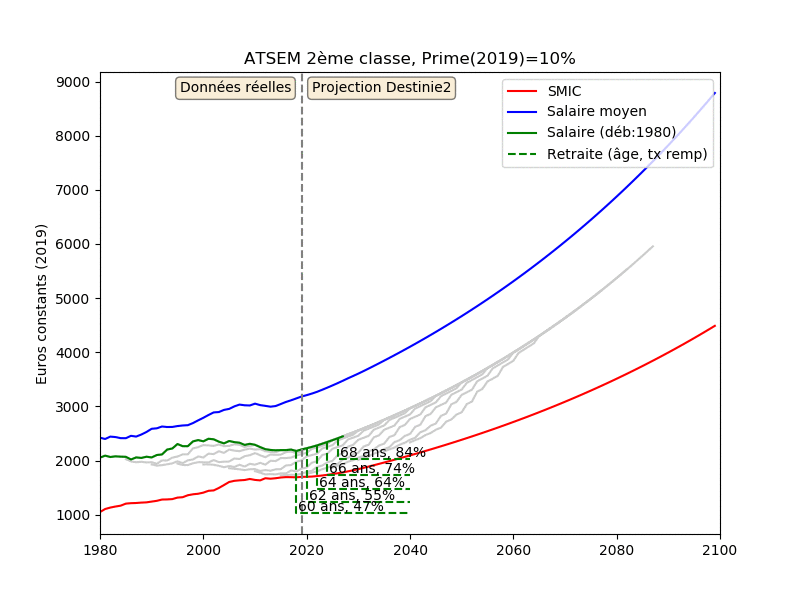 ATSEM 2ème classe, Prime(2019)=10%
Données réelles
Projection Destinie2
SMIC
Salaire moyen
Salaire (déb:1980)
Retraite (âge, tx remp)
Euros constants (2019)
9000
8000
7000
6000
5000
4000
3000
2000
1000
68 ans, 84%
66 ans, 74%
64 ans, 64%
62 ans, 55%
60 ans, 47%
1980
2000
2020
2040
2060
2080
2100